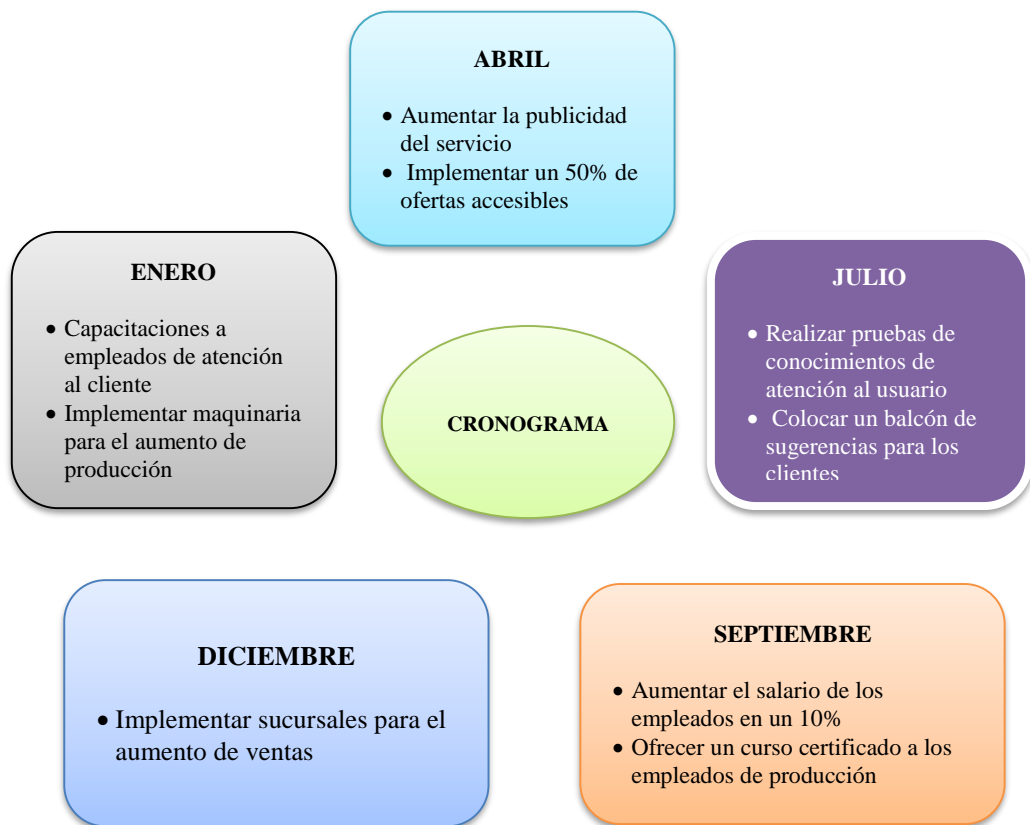 ABRIL
• Aumentar la publicidad
del servicio
• Implementar un 50% de
ofertas accesibles
ENERO
• Capacitaciones a
empleados de atención
al cliente
• Implementar maquinaria
para el aumento de
producción
JULIO
• Realizar pruebas de
conocimientos de
atención al usuario
• Colocar un balcón de
sugerencias para los
clientes
CRONOGRAMA
DICIEMBRE
• Implementar sucursales para el
aumento de ventas
SEPTIEMBRE
• Aumentar el salario de los
empleados en un 10%
• Ofrecer un curso certificado a los
empleados de producción